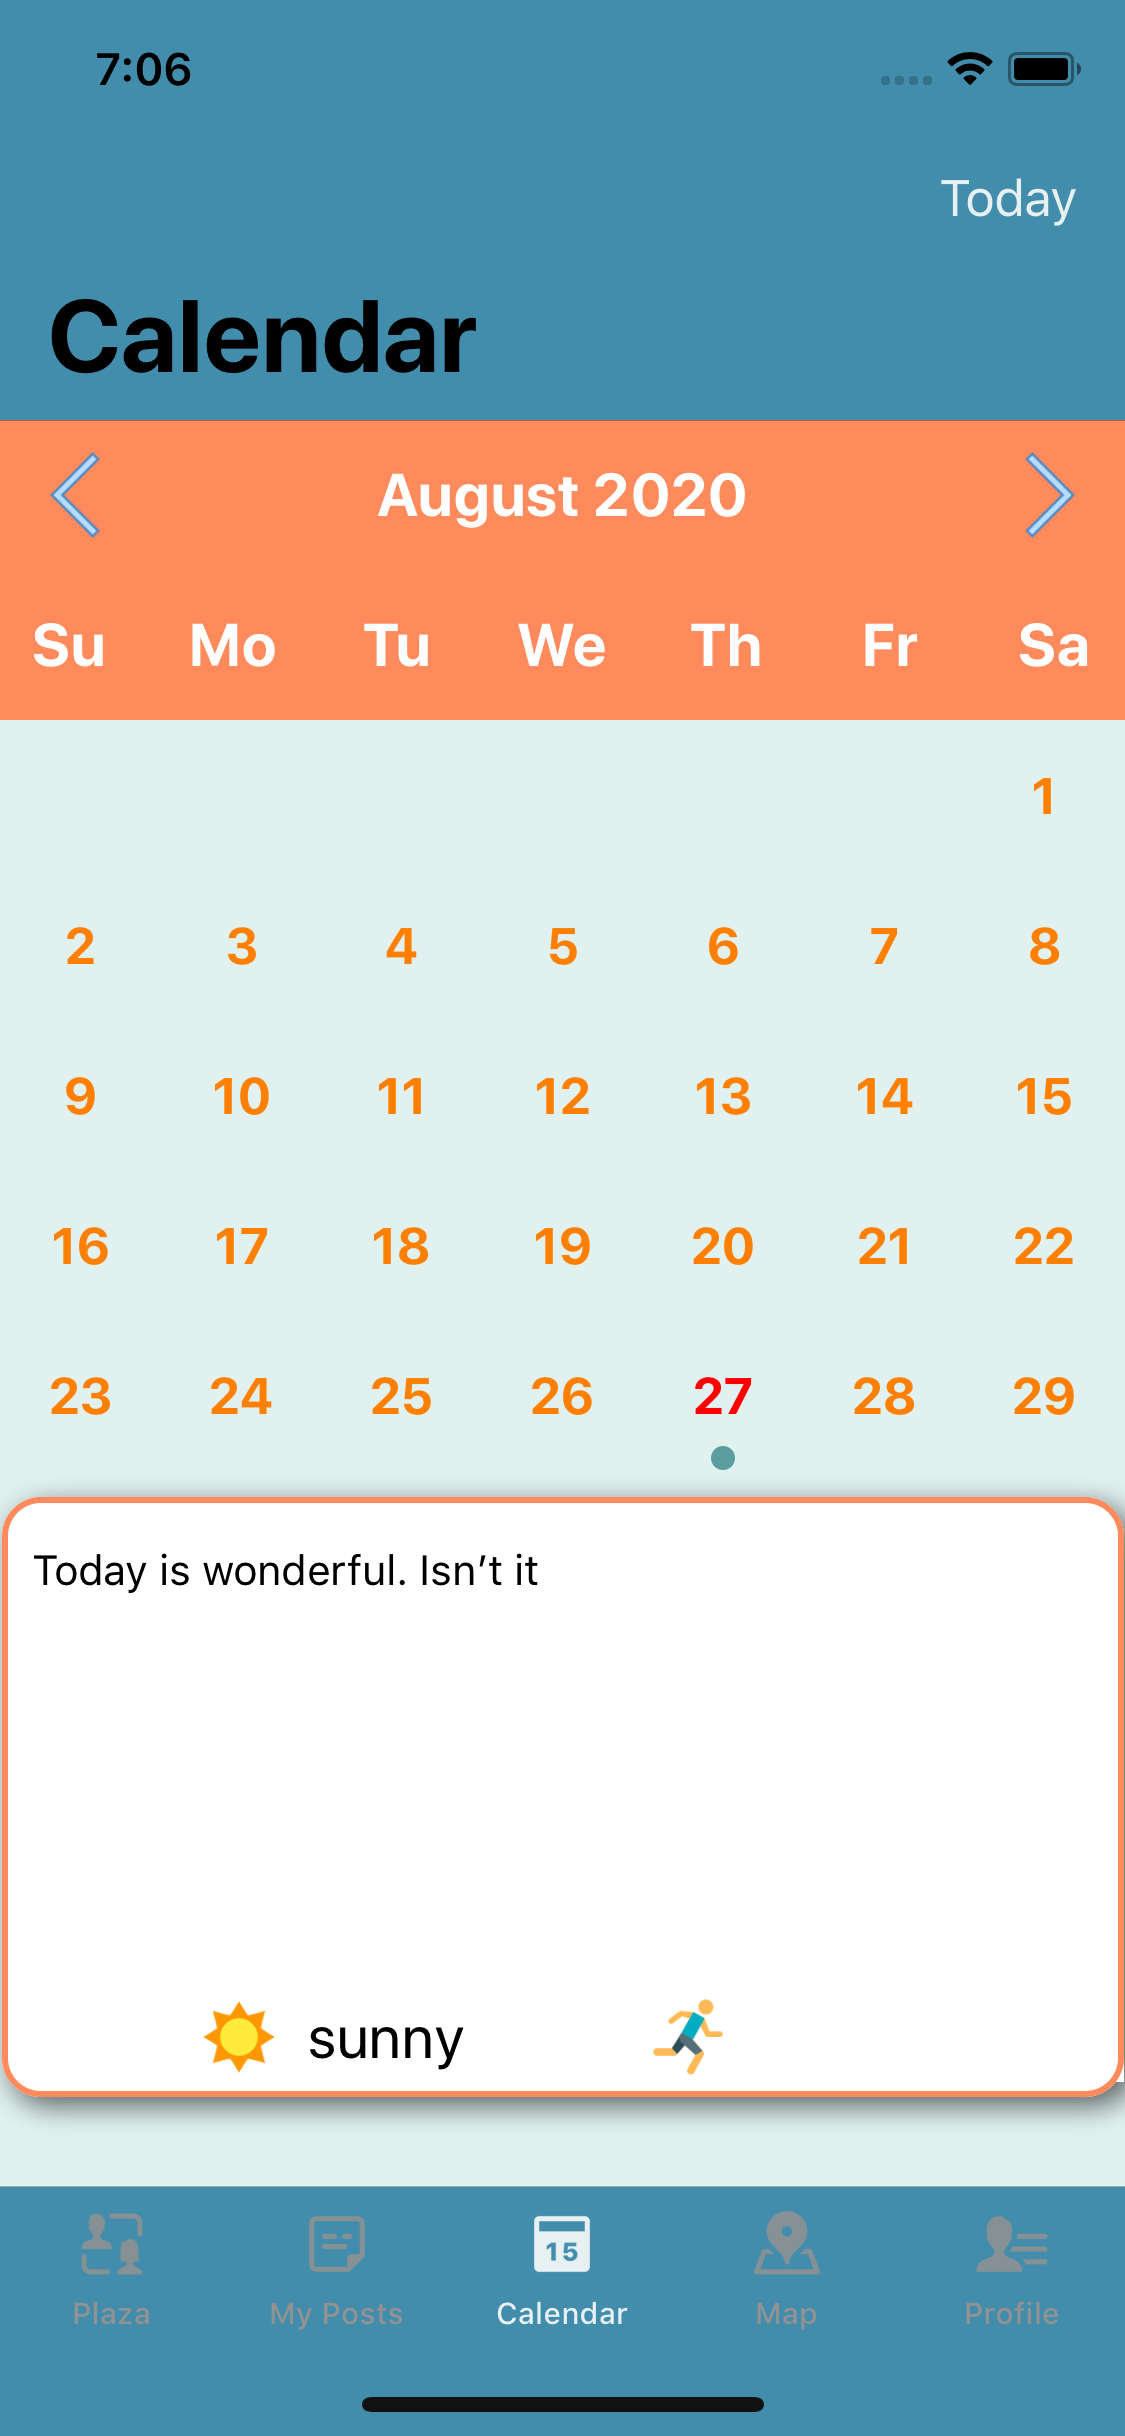 7:06
Today
Calendar
August 2020
Su Mo Tu We Th Fr Sa
1
2 3 4 5 6 7 8
9 10 11 12 13 14 15
16 17 18 19 20 21 22
23 24 25 26 27 28 29
Today is wonderful. Isn’t it
sunny
15
Plaza My Posts Calendar Map Profile